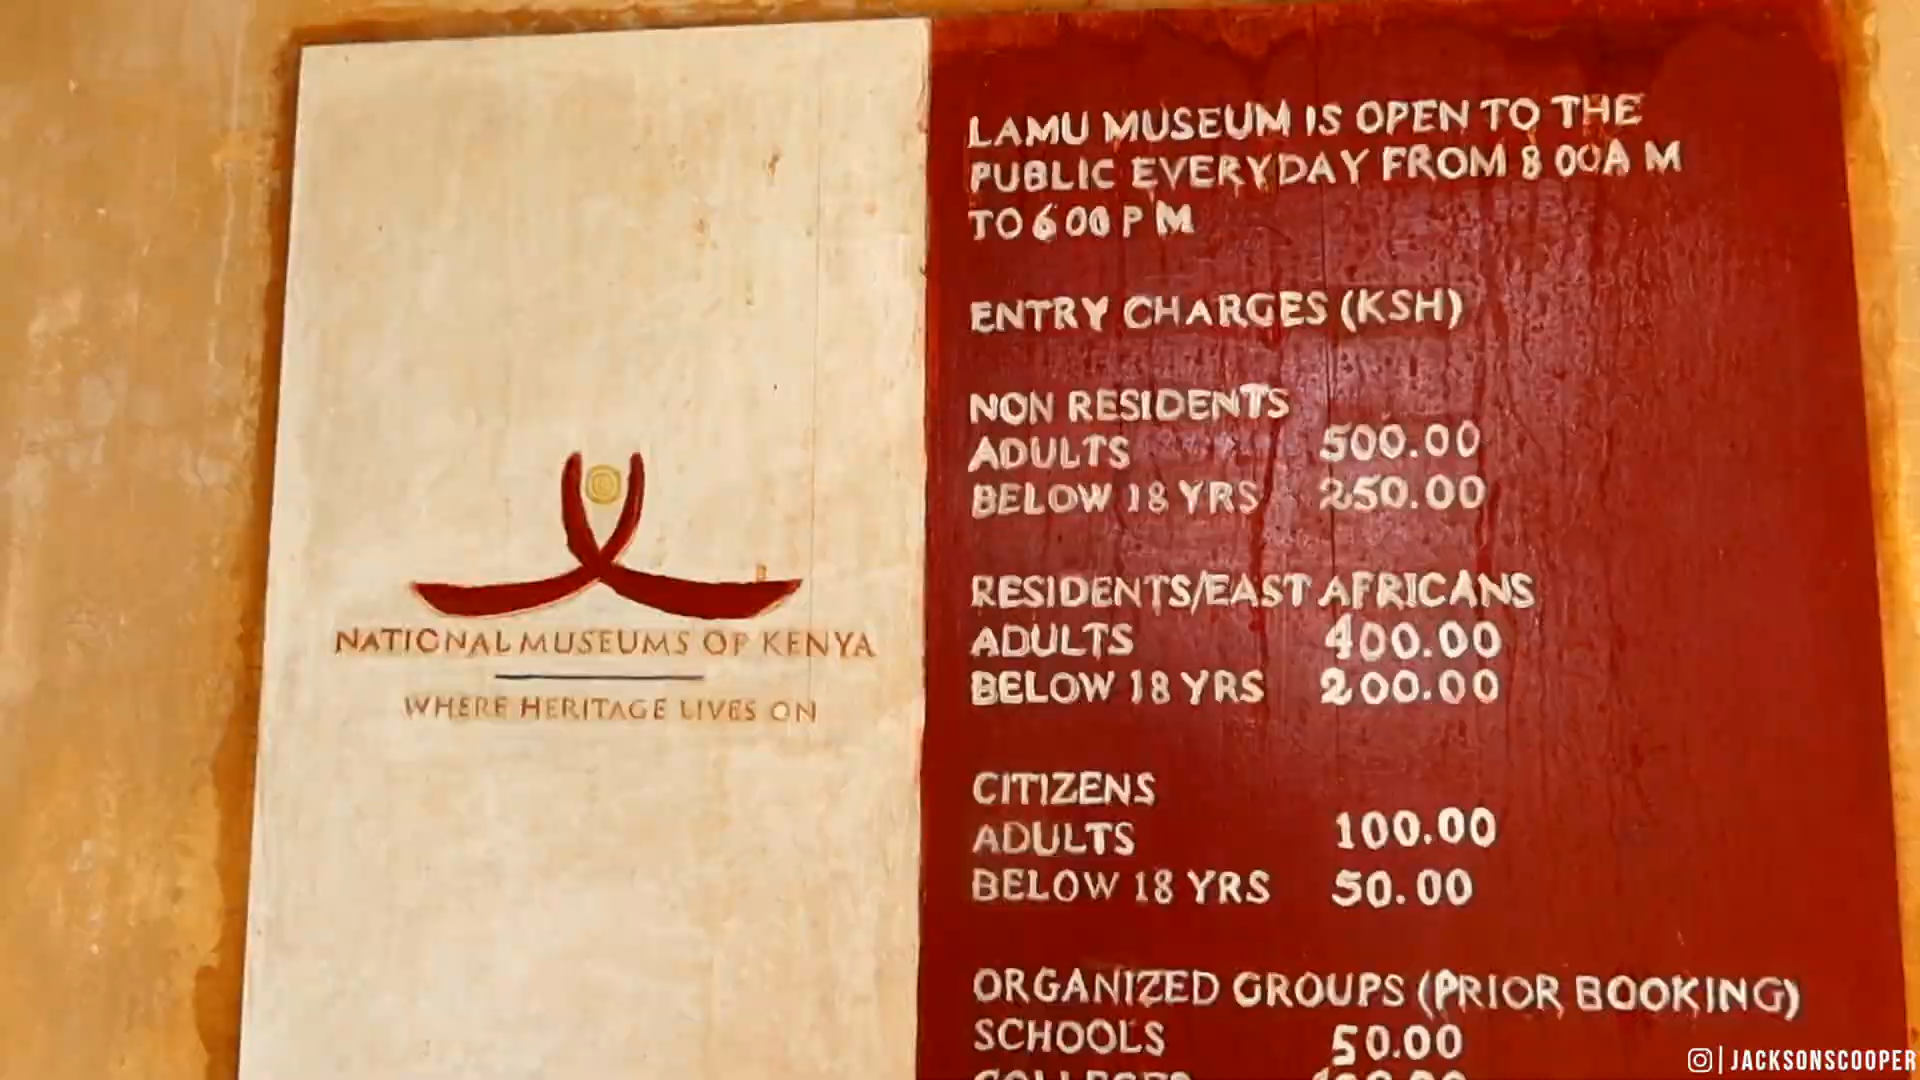 LAMU MUSEUM IS OPEN TO THE
PUBLIC EVERYDAY FROM 8 00A M
TO 6 00 P M
ENTRY CHARGES (KSH)
NON RESIDENTS
ADULTS 500.00
BELOW 18 YRS 250.00
RESIDENTS/EAST AFRICANS
ADULTS 400.00
BELOW 18 YRS 200.00
CITIZENS
ADULTS 100.00
BELOW 18 YRS 50.00
ORGANIZED GROUPS (PRIOR BOOKING)
SCHOOLS 50.00
NATIONAL MUSEUMS OF KENYA
WHERE HERITAGE LIVES ON
| JACKSONSCOOPER